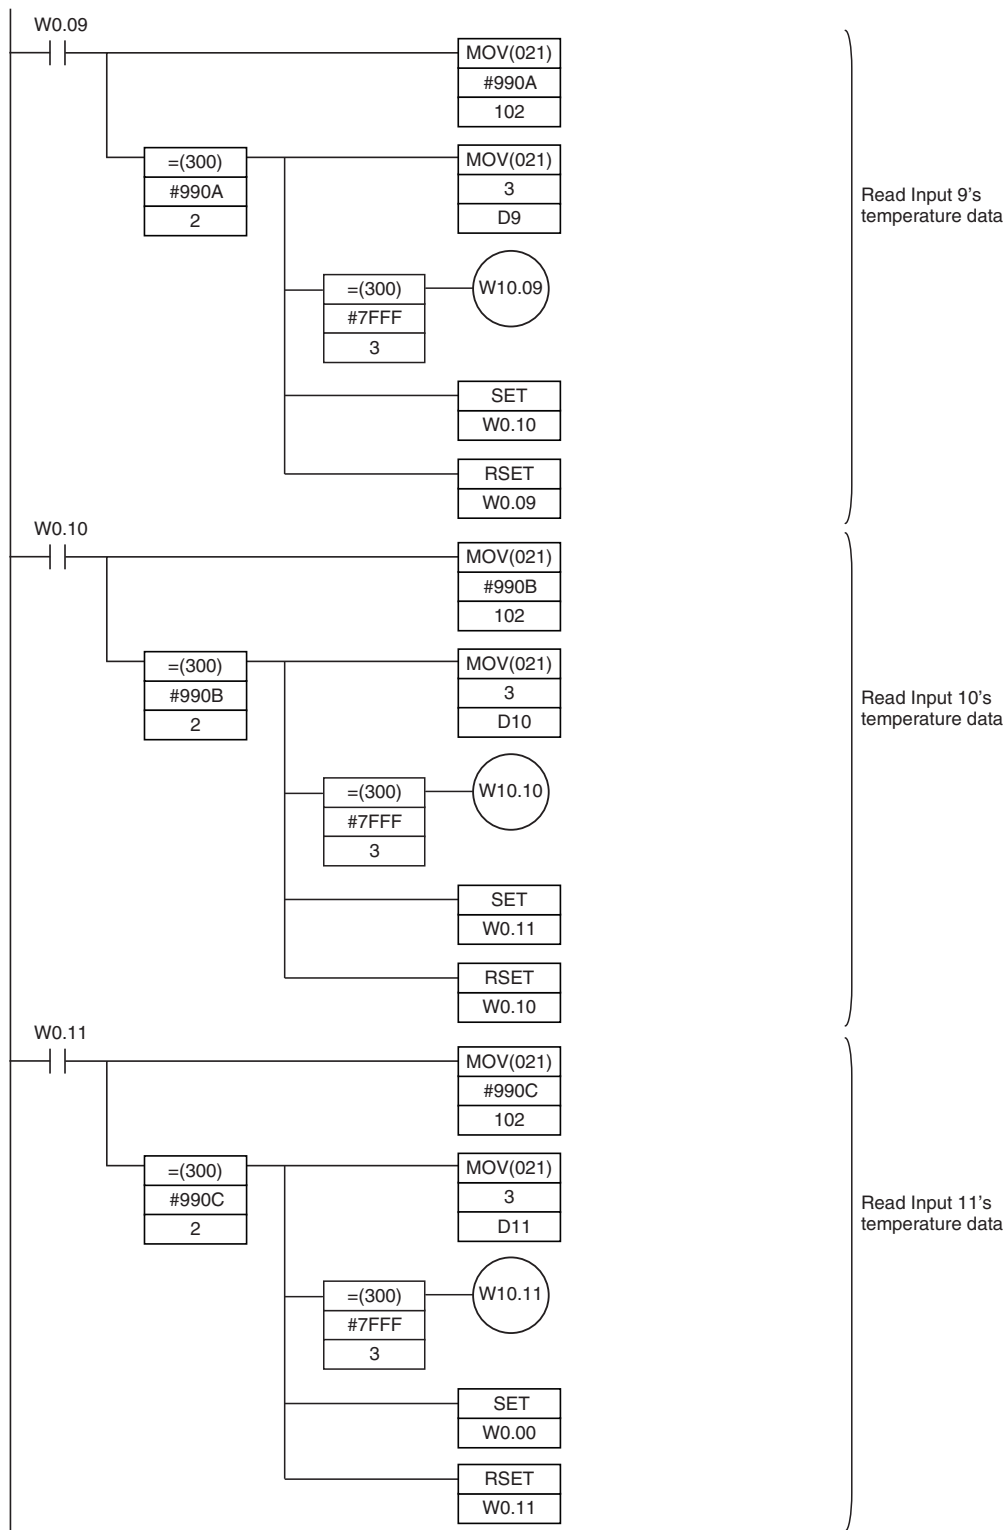 W0.09
MOV(021)
#990A
102
=(300)
#990A
2
MOV(021)
3
D9
=(300)
#7FFF
3
W10.09
SET
W0.10
RSET
W0.09
Read Input 9's
temperature data
W0.10
MOV(021)
#990B
102
=(300)
#990B
2
MOV(021)
3
D10
=(300)
#7FFF
3
W10.10
SET
W0.11
RSET
W0.10
Read Input 10's
temperature data
W0.11
MOV(021)
#990C
102
=(300)
#990C
2
MOV(021)
3
D11
=(300)
#7FFF
3
W10.11
SET
W0.00
RSET
W0.11
Read Input 11's
temperature data